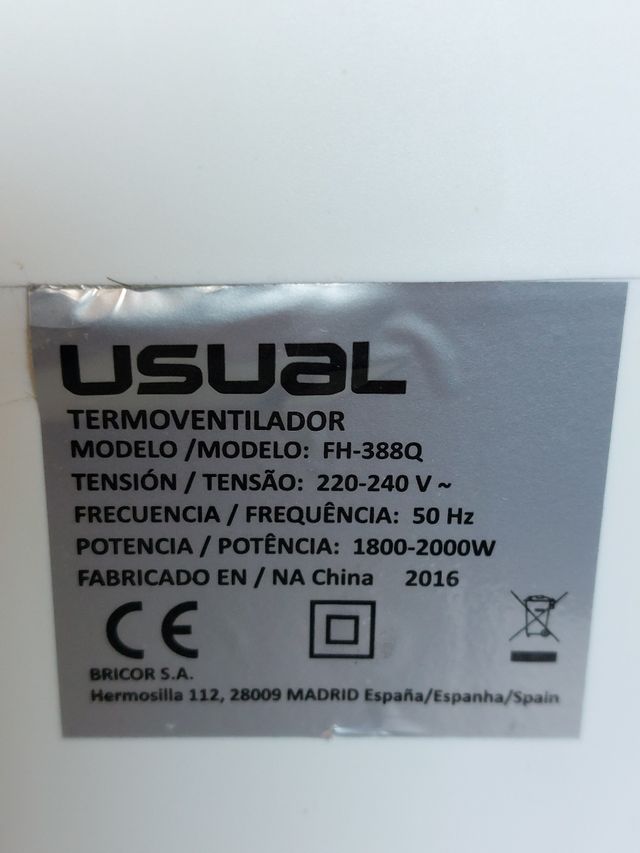 USUAL
TERMOVENTILADOR
MODELO /MODELO: FH-388Q
TENSIÓN / TENSÃO: 220-240 V ~
FRECUENCIA / FREQUÊNCIA: 50 Hz
POTENCIA / POTÊNCIA: 1800-2000W
FABRICADO EN / NA China 2016
CE
BRICOR S.A.
Hermosilla 112, 28009 MADRID España/Espanha/Spain